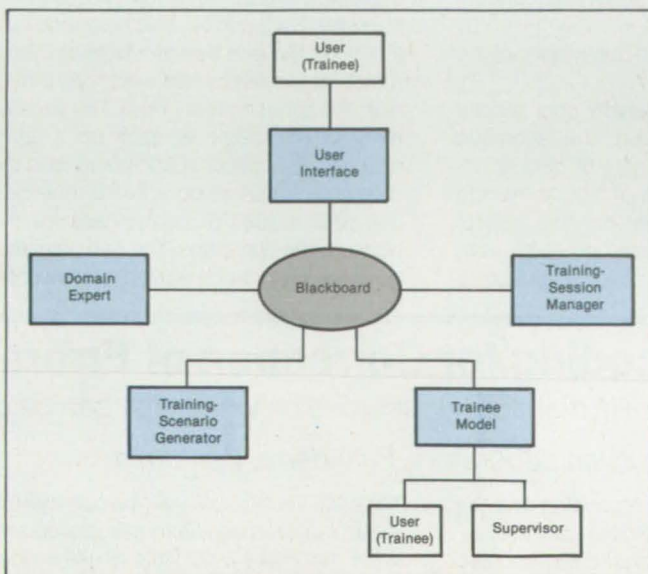 User
(Trainee)
User
Interface
Domain
Expert
Blackboard
Training-
Session
Manager
Training-
Scenario
Generator
Trainee
Model
User
(Trainee)
Supervisor